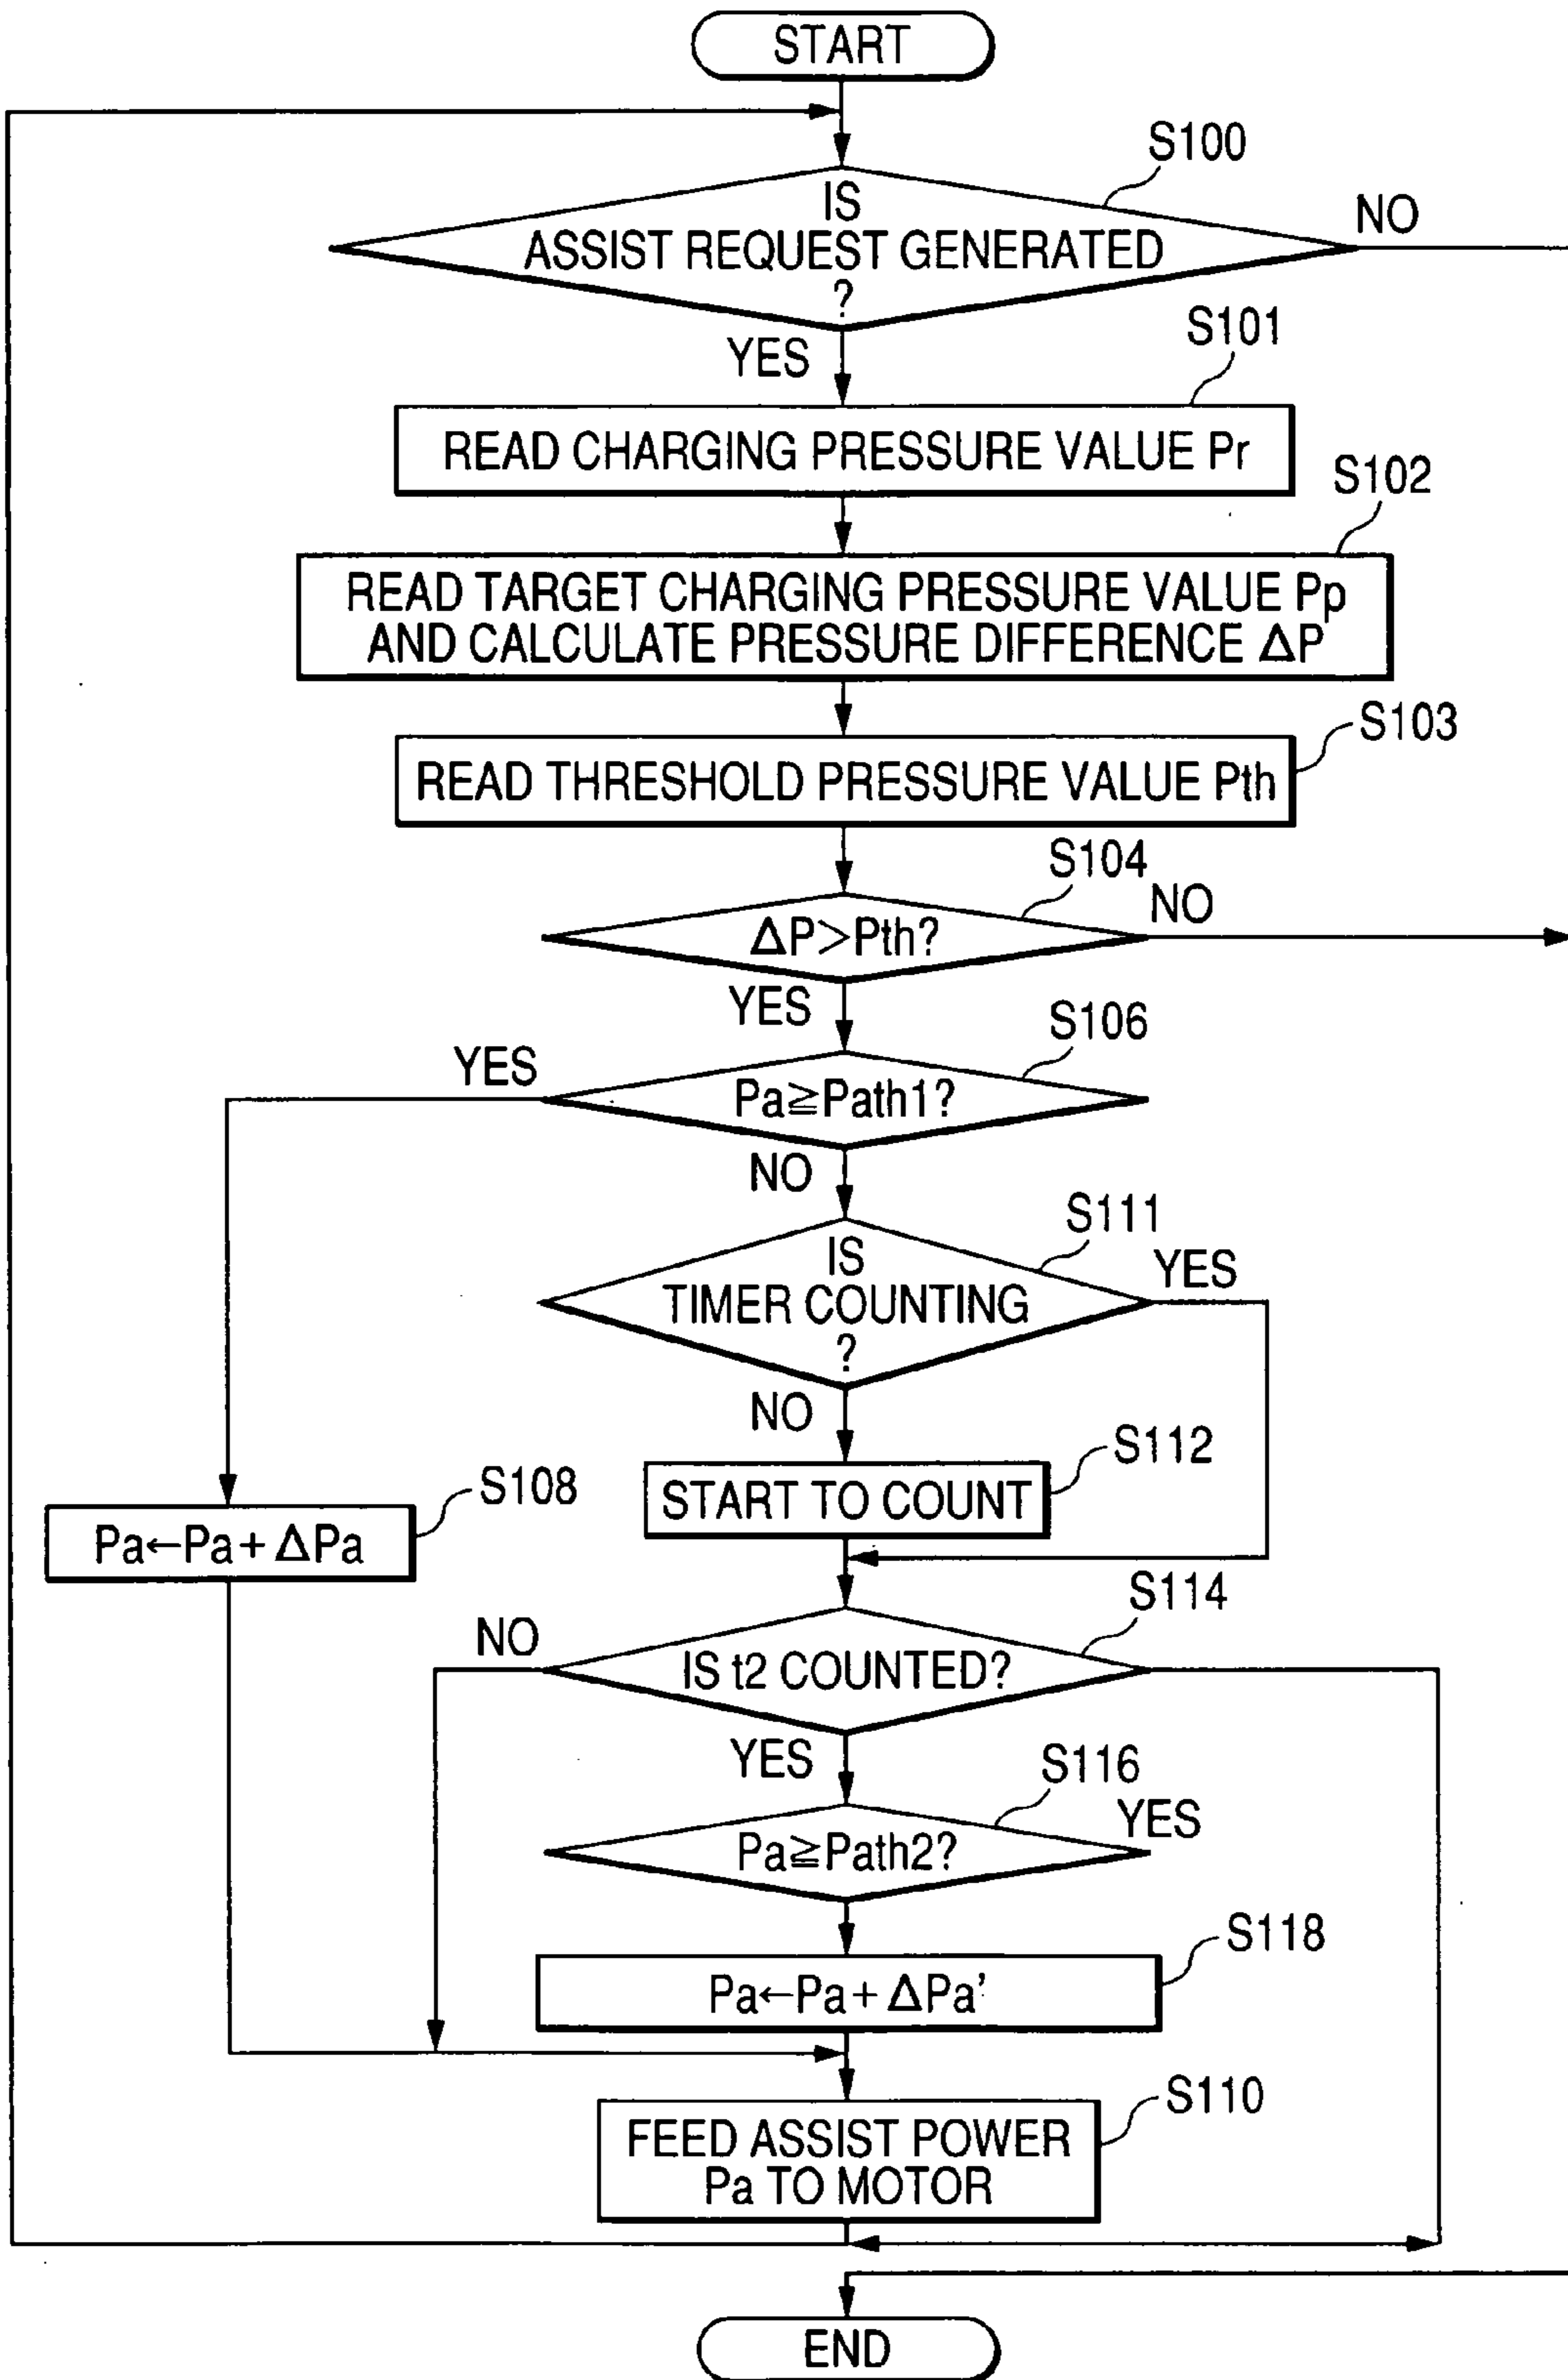 START
S100
IS
ASSIST REQUEST GENERATED
?
NO
YES
S101
READ CHARGING PRESSURE VALUE Pr
S102
READ TARGET CHARGING PRESSURE VALUE Pp
AND CALCULATE PRESSURE DIFFERENCE ΔP
S103
READ THRESHOLD PRESSURE VALUE Pth
S104
ΔP>Pth?
NO
YES
S106
YES
Pa≧Path1?
NO
S111
IS
TIMER COUNTING
?
YES
NO
S112
START TO COUNT
S108
Pa←Pa+ΔPa
S114
NO
IS t2 COUNTED?
YES
S116
YES
Pa≧Path2?
S118
Pa←Pa+ΔPa'
S110
FEED ASSIST POWER
Pa TO MOTOR
END